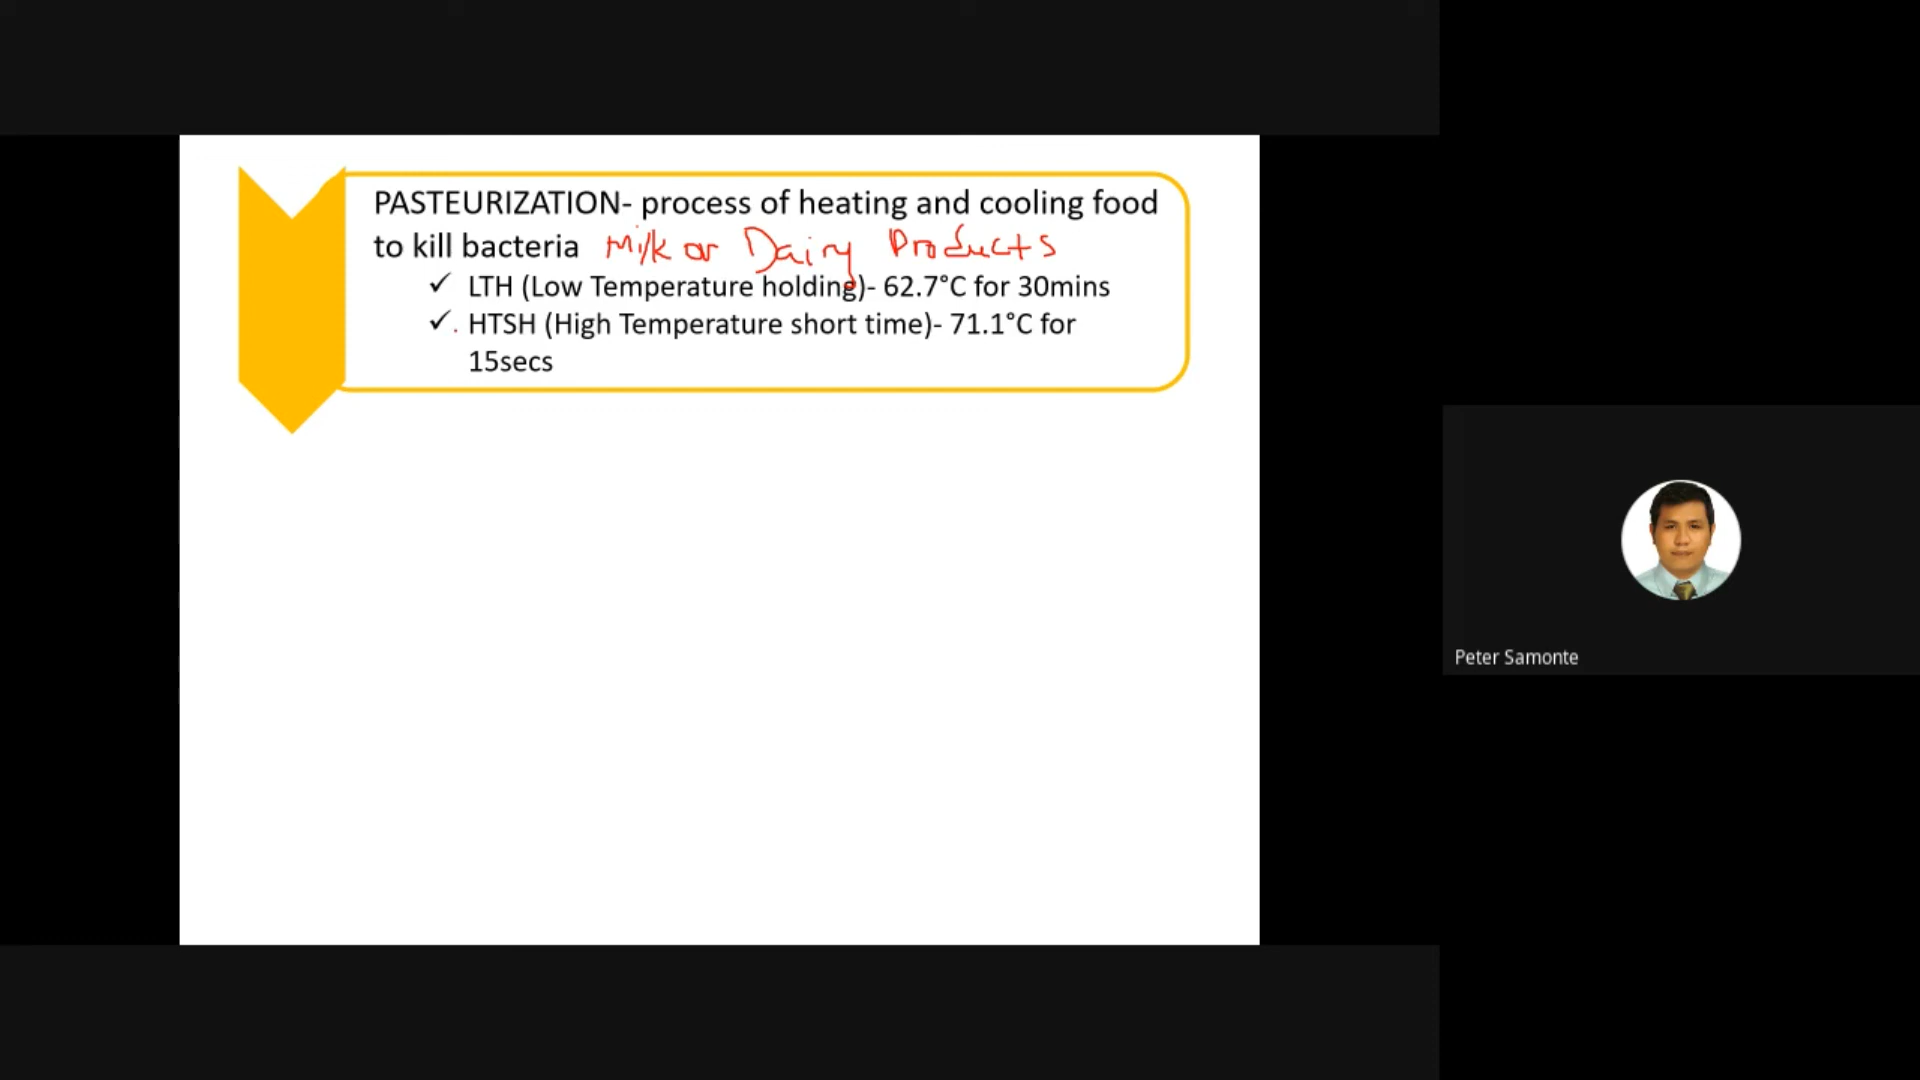 PASTEURIZATION- process of heating and cooling food
to kill bacteria Milk or Dairy Products
✓ LTH (Low Temperature holding)- 62.7°C for 30mins
✓ HTSH (High Temperature short time)- 71.1°C for
15secs
Peter Samonte